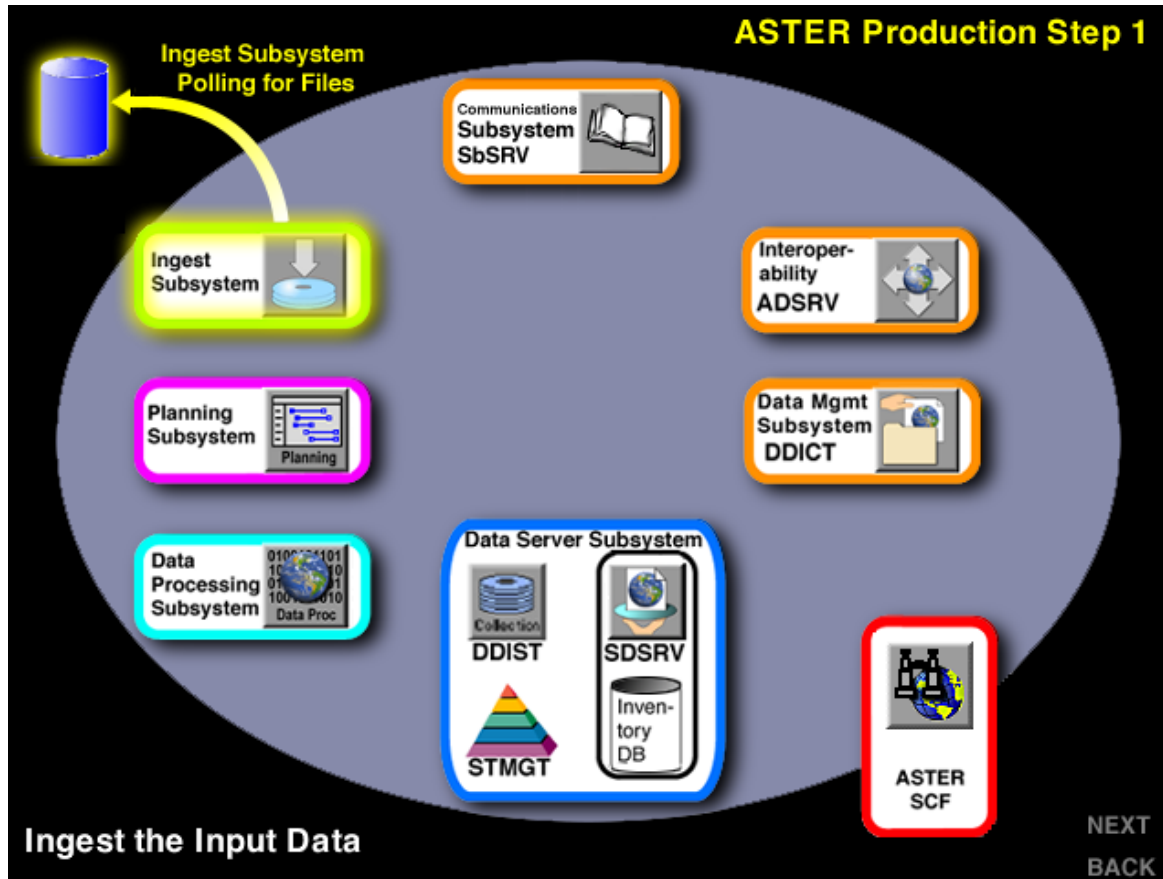 ASTER Production Step 1
Ingest Subsystem
Polling for Files
Communications
Subsystem
SbSRV
Ingest
Subsystem
Interoper-
ability
ADSRV
Planning
Subsystem
Planning
Data Mgmt
Subsystem
DDICT
Data
Processing
Subsystem
Data Proc
Data Server Subsystem
Collection
DDIST
SDSRV
STMGT
Inven-
tory
DB
ASTER
SCF
Ingest the Input Data
NEXT
BACK